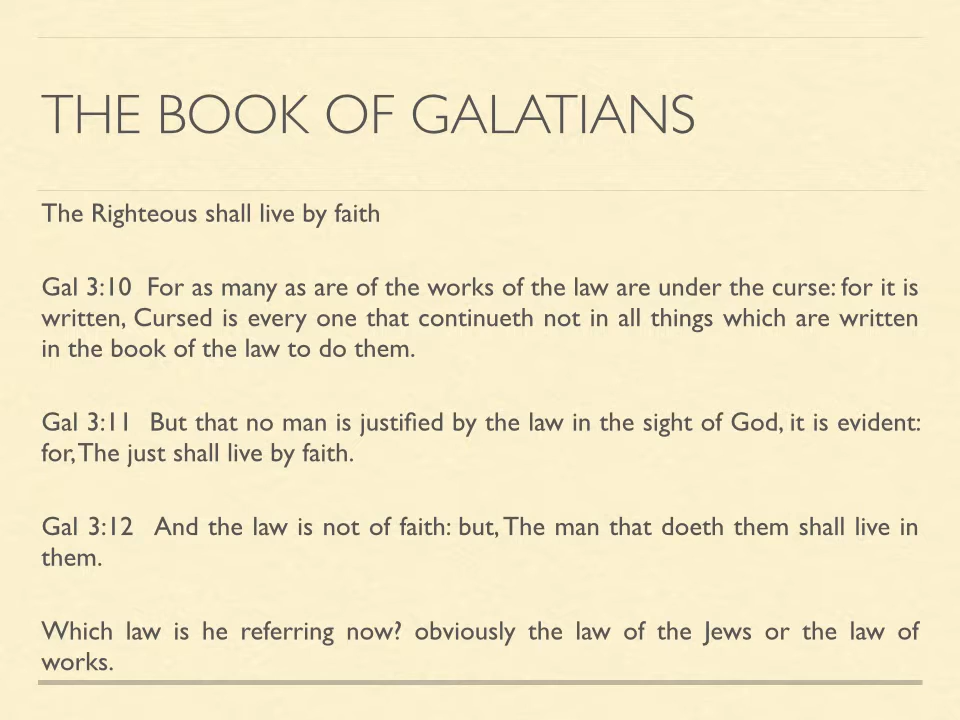 THE BOOK OF GALATIANS
The Righteous shall live by faith
Gal 3:10  For as many as are of the works of the law are under the curse: for it is
written, Cursed is every one that continueth not in all things which are written
in the book of the law to do them.
Gal 3:11  But that no man is justified by the law in the sight of God, it is evident:
for, The just shall live by faith.
Gal 3:12  And the law is not of faith: but, The man that doeth them shall live in
them.
Which law is he referring now? obviously the law of the Jews or the law of
works.